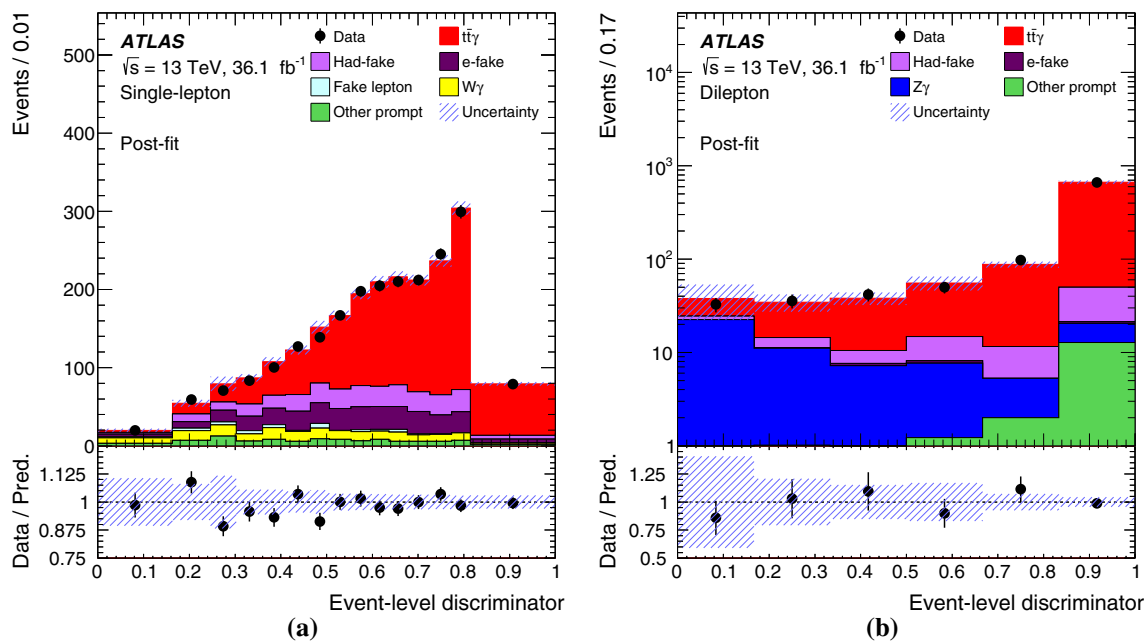 Events / 0.01
500
400
300
200
100
0
ATLAS
√s = 13 TeV, 36.1 fb⁻¹
Single-lepton
Post-fit
Data
tt̄γ
Had-fake
e-fake
Fake lepton
Wγ
Other prompt
Uncertainty
Data / Pred.
1.125
1
0.875
0.75
0 0.1 0.2 0.3 0.4 0.5 0.6 0.7 0.8 0.9 1
Event-level discriminator
(a)
Events / 0.17
10⁴
10³
10²
10
1
ATLAS
√s = 13 TeV, 36.1 fb⁻¹
Dilepton
Post-fit
Data
tt̄γ
Had-fake
e-fake
Zγ
Other prompt
Uncertainty
Data / Pred.
1.25
1
0.75
0.5
0 0.1 0.2 0.3 0.4 0.5 0.6 0.7 0.8 0.9 1
Event-level discriminator
(b)